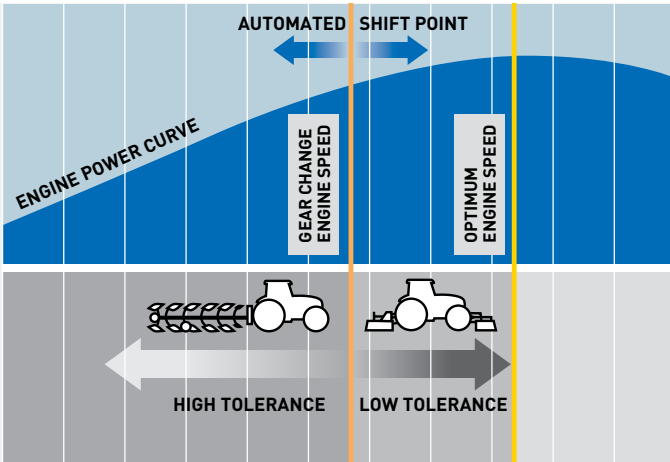 AUTOMATED SHIFT POINT
ENGINE POWER CURVE
GEAR CHANGE
ENGINE SPEED
OPTIMUM
ENGINE SPEED
HIGH TOLERANCE
LOW TOLERANCE